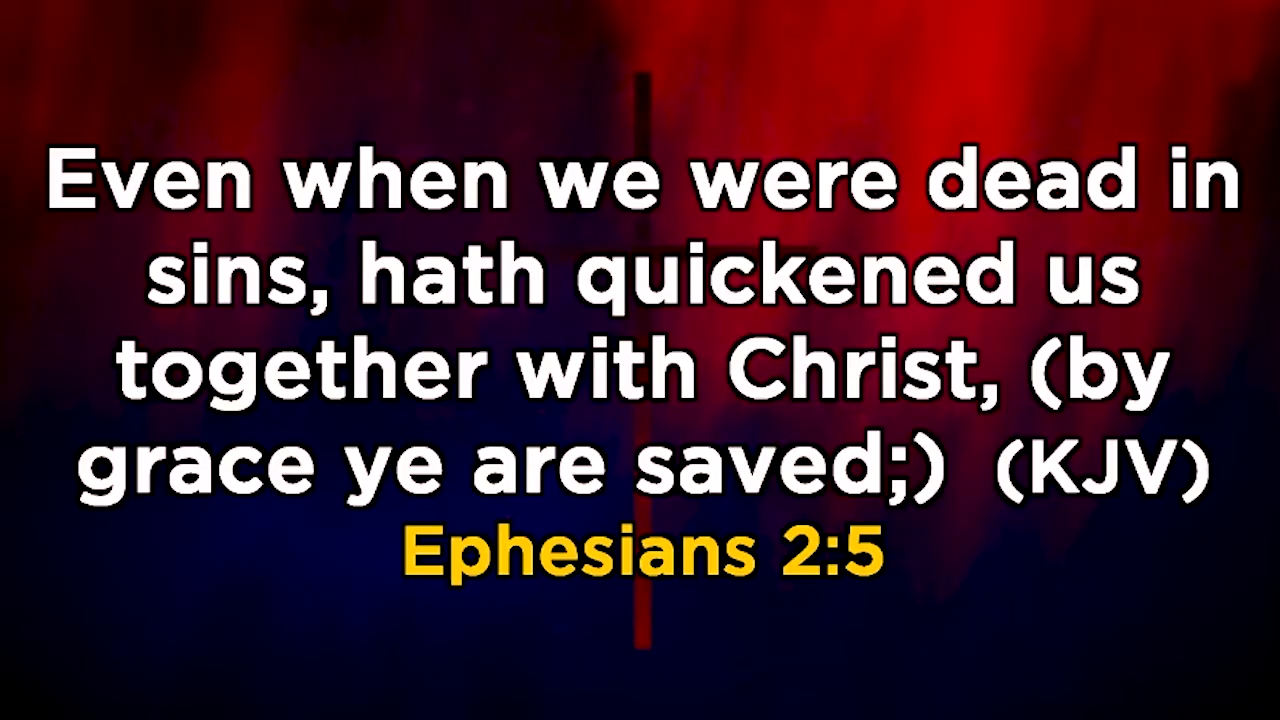 Even when we were dead in
sins, hath quickened us
together with Christ, (by
grace ye are saved;) (KJV)
Ephesians 2:5